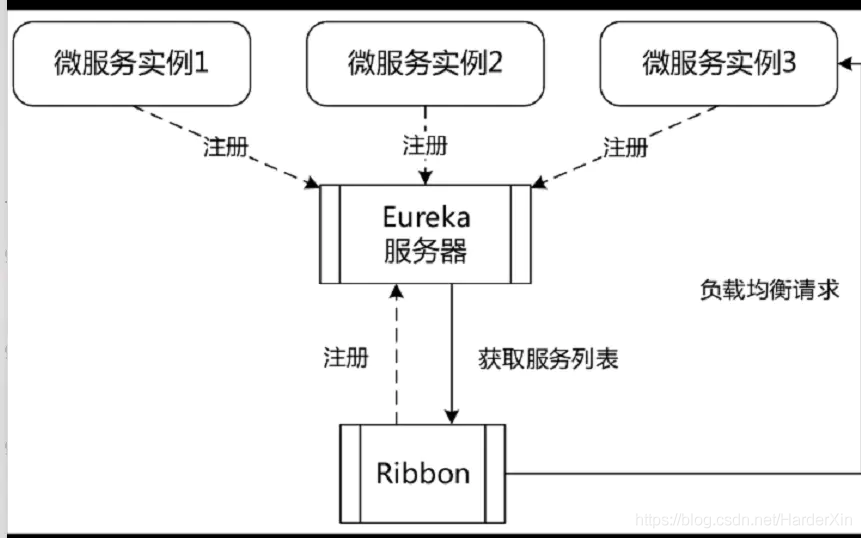 微服务实例1
微服务实例2
微服务实例3
注册
注册
注册
Eureka
服务器
负载均衡请求
注册
获取服务列表
Ribbon
https://blog.csdn.net/HarderXin